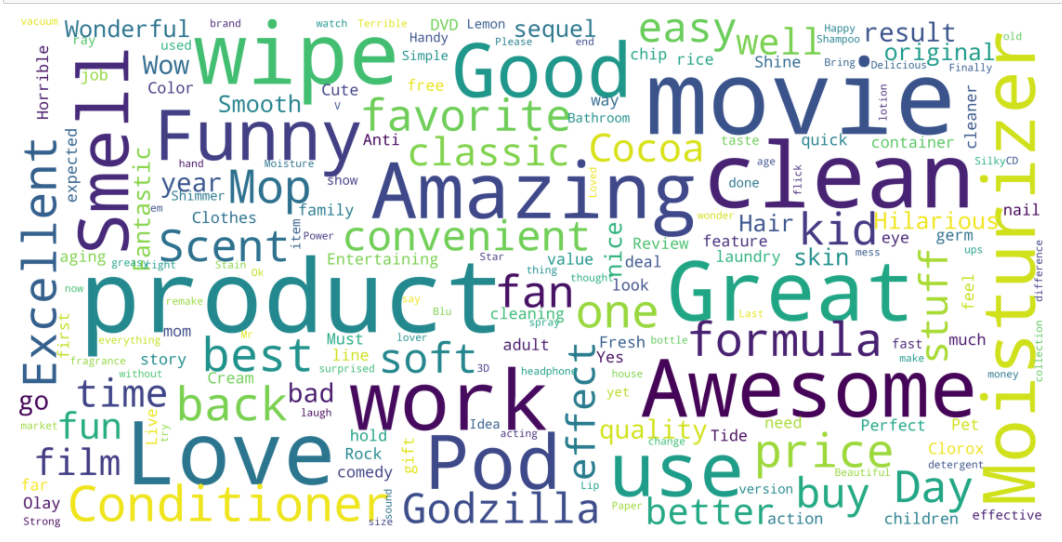 vacuum
Wonderful
brand
watch
Terrible
Lemon
DVD
Handy
sequel
Please
end
easy
well
Happy
Shampoo
result
original
old
ray
used
job
Wow
Color
wipe
Simple
Good
chip
rice
Shine
Bring
Delicious
Finally
Horrible
Smell
Smooth
Cute
V
free
favorite
way
Bathroom
movie
lotion
cleaner
Funny
Anti
classic
Cocoa
taste
quick
container
expected
Excellent
fantastic
hand
Moisture
show
Amazing
Loved
clean
age
flick
Silky
CD
Moisturizer
year
Shimmer
Mop
em
Clothes
family
item
Power
done
wonder
Hair
kid
eye
Hilarious
nail
germ
mess
ups
aging
greasy
bright
Scent
Stain
Ok
Entertaining
convenient
Star
value
nice
Review
deal
feature
laundry
skin
stuff
feel
difference
now
product
remake
thing
thought
fan
look
one
Great
say
Blu
cleaning
spray
Last
first
everything
mom
Mr
Must
lover
adult
Fresh
Yes
bottle
formula
fast
much
fragrance
story
best
line
surprised
soft
3D
headphone
house
make
money
collection
without
Cream
go
time
back
bad
laugh
work
effect
yet
Awesome
market
fun
Live
try
Love
hold
Rock
gift
Idea
acting
Pod
quality
change
Tide
need
Perfect
Pet
price
Clorox
detergent
film
comedy
Lip
use
Beautiful
far
Olay
Strong
Conditioner
size
sound
Godzilla
Paper
better
version
action
buy
Day
children
effective